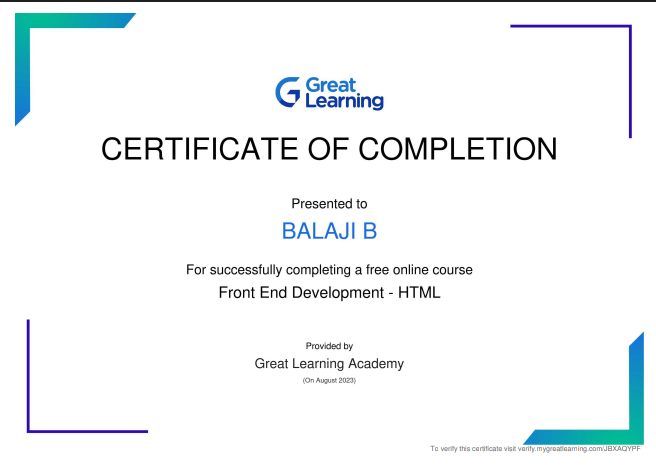 Great
Learning
CERTIFICATE OF COMPLETION
Presented to
BALAJI B
For successfully completing a free online course
Front End Development - HTML
Provided by
Great Learning Academy
(On August 2023)
To verify this certificate visit verify.mygreatlearning.com/JBXAQYPF